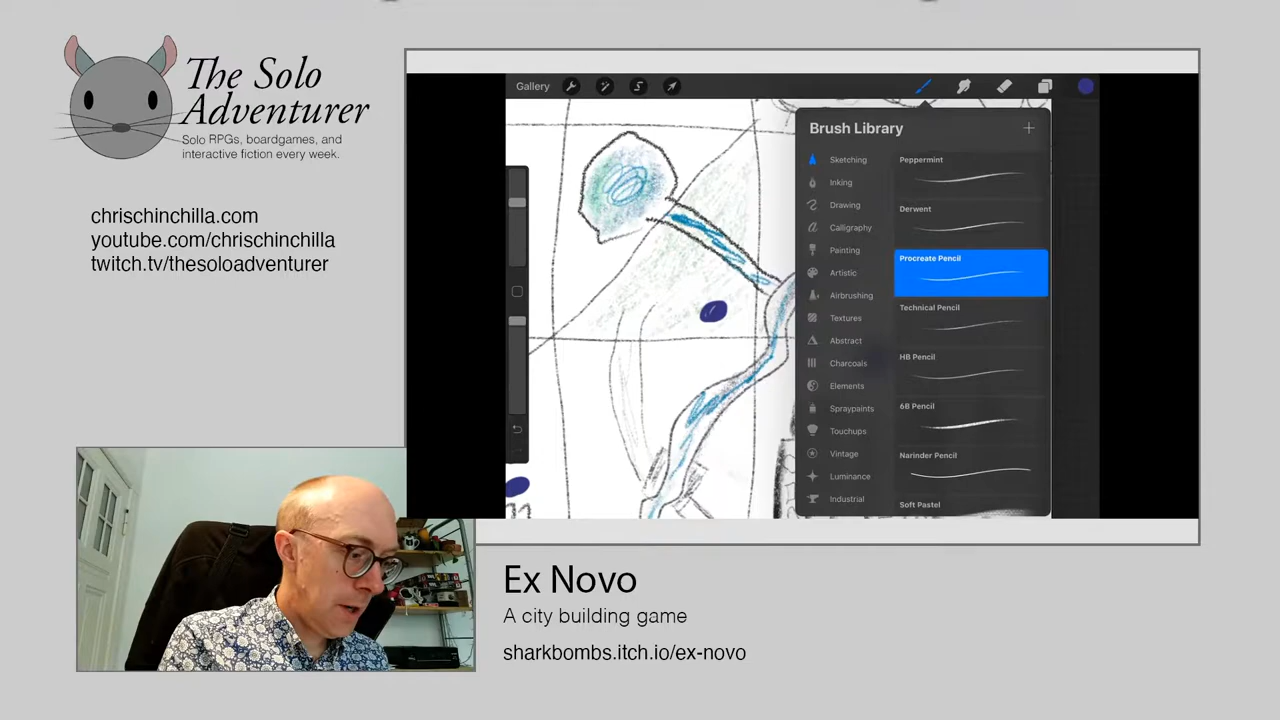 The Solo
Adventurer
Solo RPGs, boardgames, and
interactive fiction every week.
chrischinchilla.com
youtube.com/chrischinchilla
twitch.tv/thesoloadventurer
Gallery
Brush Library
Sketching
Inking
Drawing
Calligraphy
Painting
Artistic
Airbrushing
Textures
Abstract
Charcoals
Elements
Spraypaints
Touchups
Vintage
Luminance
Industrial
Peppermint
Derwent
Procreate Pencil
Technical Pencil
HB Pencil
6B Pencil
Narinder Pencil
Soft Pastel
Ex Novo
A city building game
sharkbombs.itch.io/ex-novo